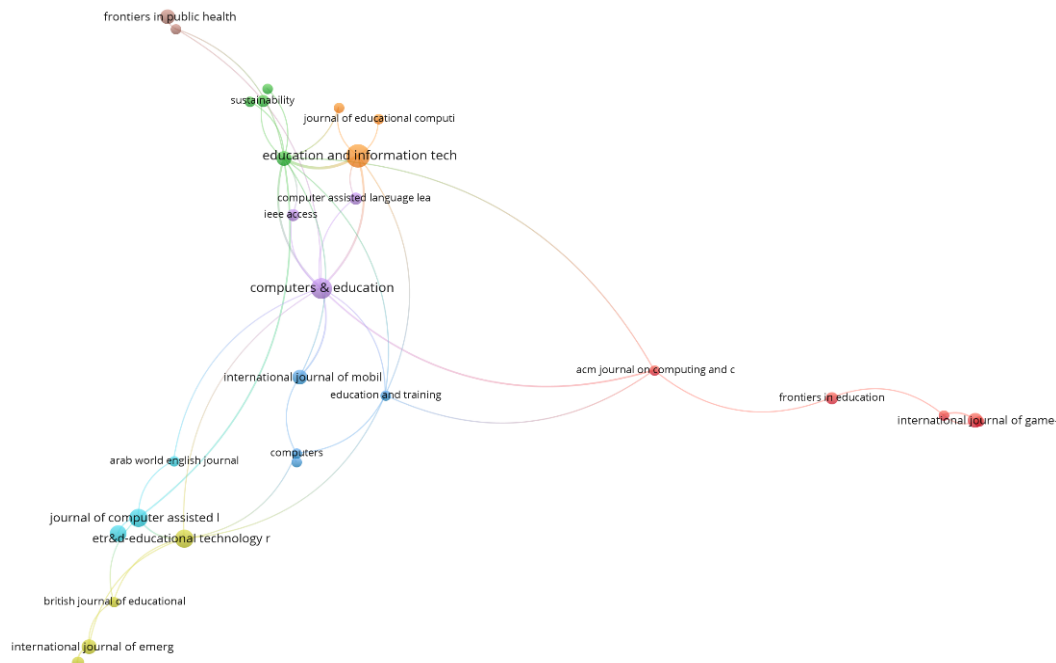 frontiers in public health
sustainability
journal of educational computi
education and information tech
computer assisted language lea
ieee access
computers & education
acm journal on computing and c
international journal of mobil
education and training
frontiers in education
international journal of game-
computers
arab world english journal
journal of computer assisted l
etr&d-educational technology r
british journal of educational
international journal of emerg